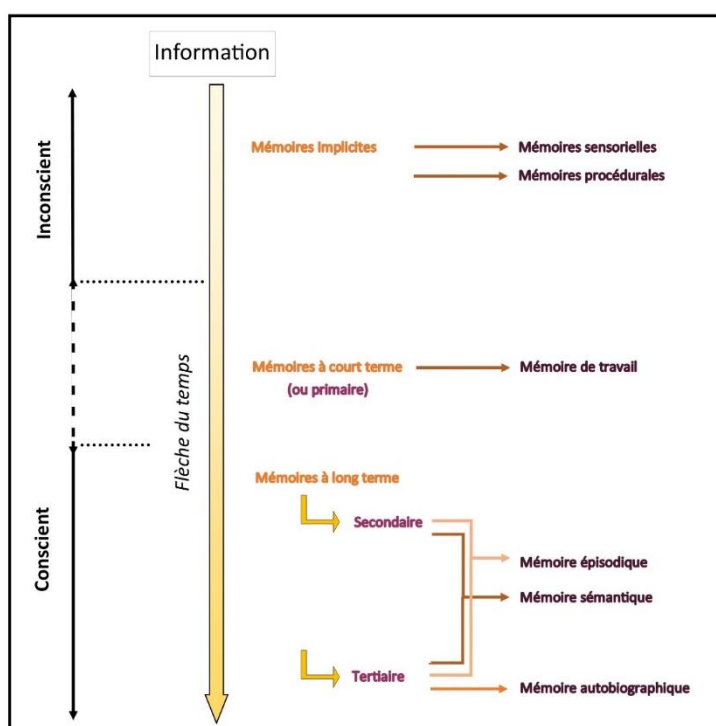 Information
Inconscient
Mémoires Implicites
Mémoires sensorielles
Mémoires procédurales
Flèche du temps
Mémoires à court terme
(ou primaire)
Mémoire de travail
Conscient
Mémoires à long terme
Secondaire
Mémoire épisodique
Mémoire sémantique
Tertiaire
Mémoire autobiographique